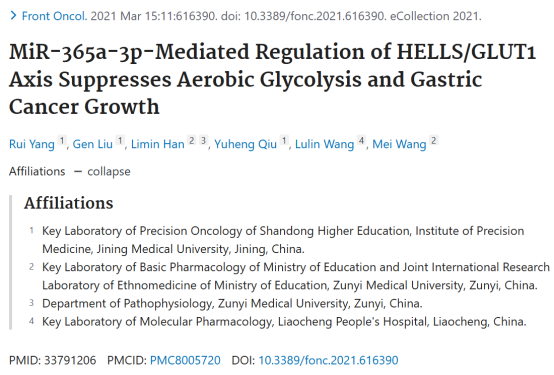 > Front Oncol. 2021 Mar 15:11:616390. doi: 10.3389/fonc.2021.616390. eCollection 2021.
MiR-365a-3p-Mediated Regulation of HELLS/GLUT1
Axis Suppresses Aerobic Glycolysis and Gastric
Cancer Growth
Rui Yang 1, Gen Liu 1, Limin Han 2 3, Yuheng Qiu 1, Lulin Wang 4, Mei Wang 2
Affiliations − collapse
Affiliations
1 Key Laboratory of Precision Oncology of Shandong Higher Education, Institute of Precision
Medicine, Jining Medical University, Jining, China.
2 Key Laboratory of Basic Pharmacology of Ministry of Education and Joint International Research
Laboratory of Ethnomedicine of Ministry of Education, Zunyi Medical University, Zunyi, China.
3 Department of Pathophysiology, Zunyi Medical University, Zunyi, China.
4 Key Laboratory of Molecular Pharmacology, Liaocheng People's Hospital, Liaocheng, China.
PMID: 33791206 PMCID: PMC8005720 DOI: 10.3389/fonc.2021.616390